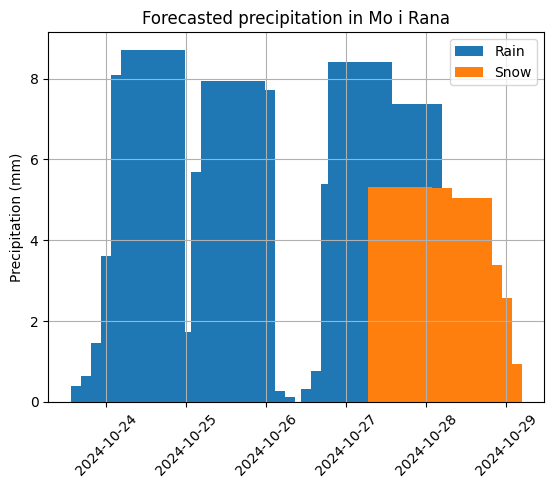 Forecasted precipitation in Mo i Rana
Rain
Snow
Precipitation (mm)
8
6
4
2
0
2024-10-24
2024-10-25
2024-10-26
2024-10-27
2024-10-28
2024-10-29